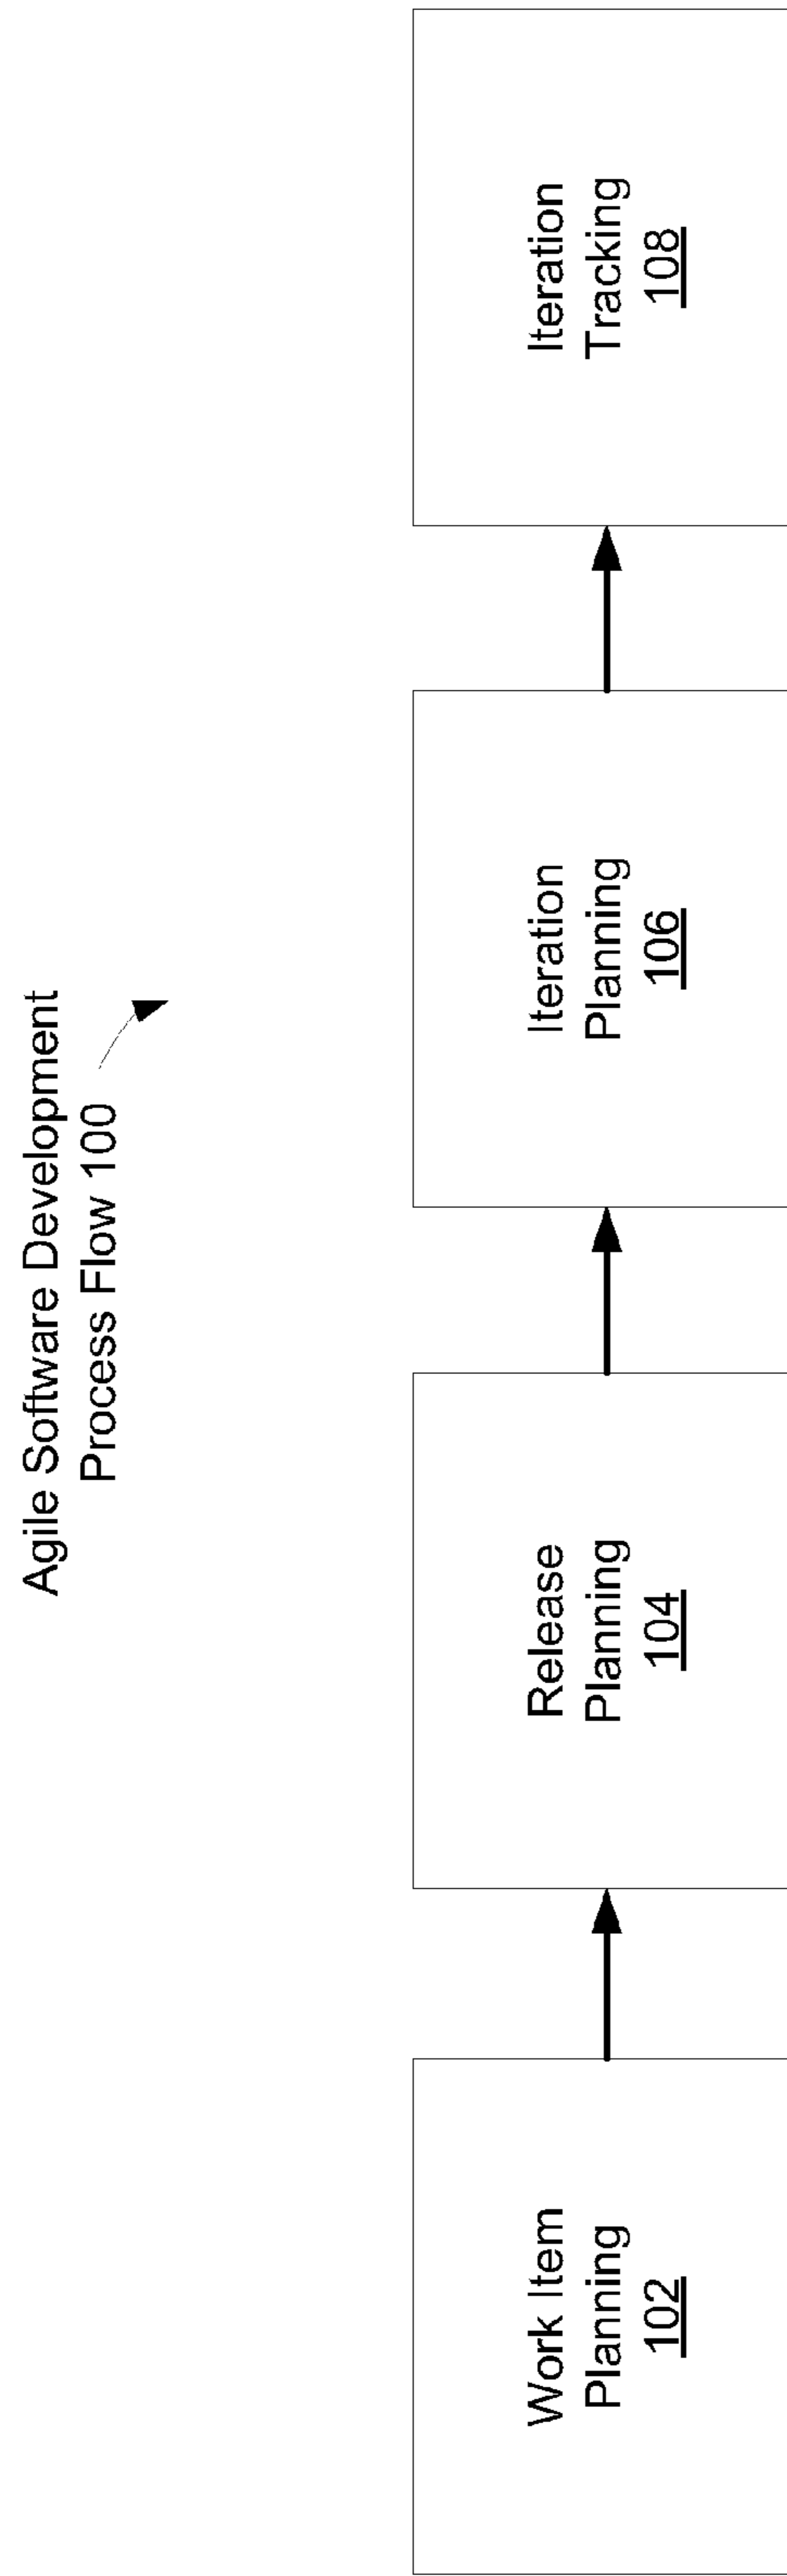 Agile Software Development
Process Flow 100
Work Item
Planning
102
Release
Planning
104
Iteration
Planning
106
Iteration
Tracking
108